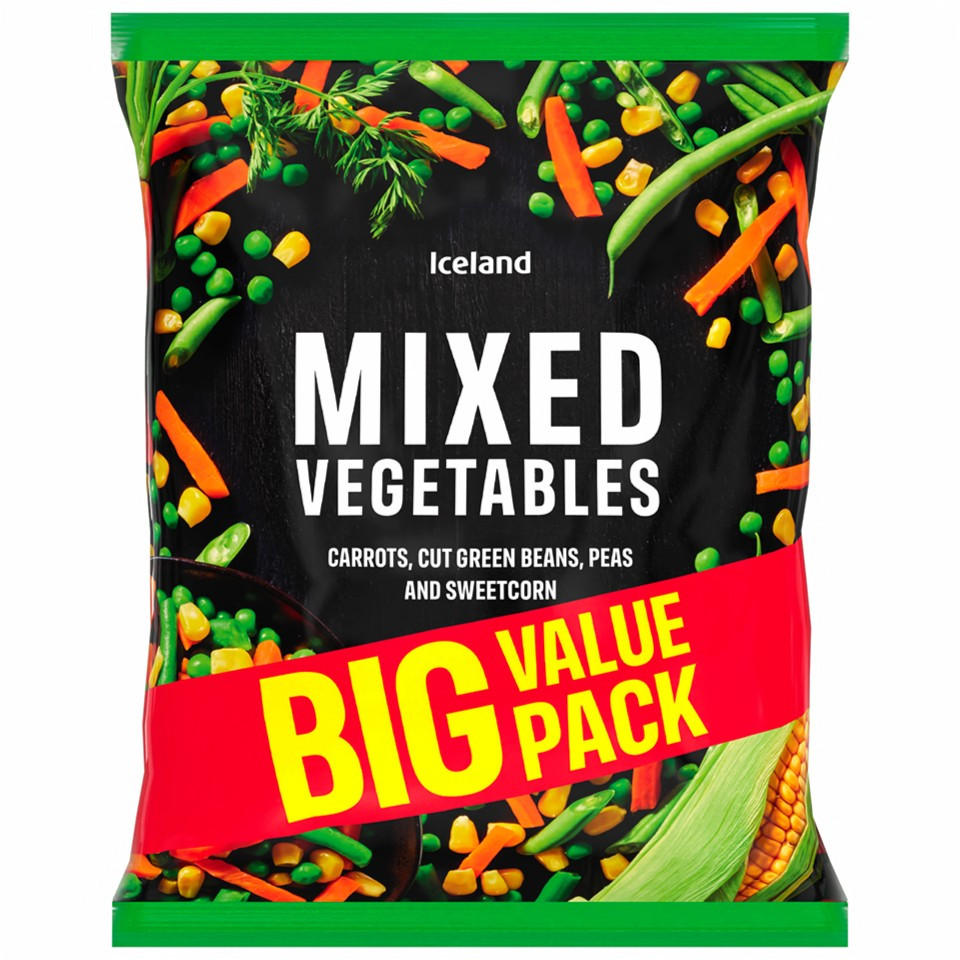 Iceland
MIXED
VEGETABLES
CARROTS, CUT GREEN BEANS, PEAS
AND SWEETCORN
BIG VALUE
PACK